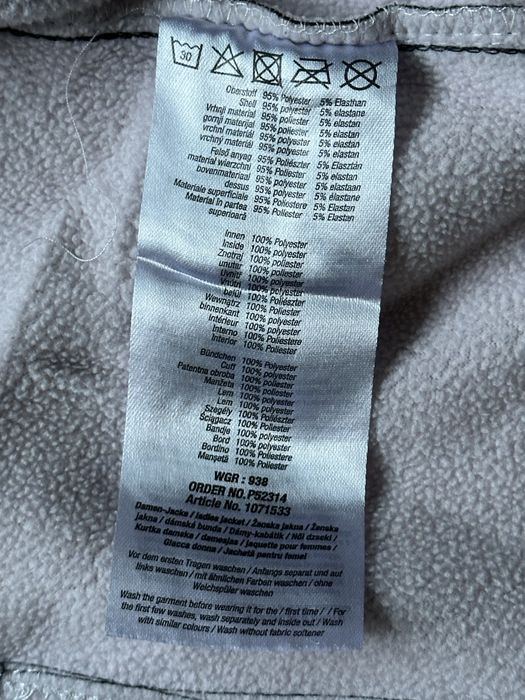 30
Oberstoff 95% Polyester 5% Elasthan
Shell 95% Polyester 5% elastane
Vrhnji material 95% poliester 5% elastan
gornji materijal 95% poliester 5% elastan
vrchní materiál 95% polyester 5% elastan
vrchný materiál 95% polyester 5% elastan
Felső anyag 95% Poliészter 5% Elasztán
material wierzchni 95% poliester 5% elastan
bovenmateriaal 95% polyester 5% elastaan
dessus 95% polyester 5% élastane
Materiale superficiale 95% Poliestere 5% Elastan
Material în partea 95% Poliester 5% Elastan
superioară
Innen 100% Polyester
Inside 100% Polyester
Znotraj 100% poliester
unutar 100% poliester
Uvnitř 100% polyester
Vnútri 100% polyester
belül 100% Poliészter
Wewnątrz 100% poliester
binnenkant 100% polyester
Intérieur 100% polyester
Interno 100% Poliestere
Interior 100% Poliester
Bündchen 100% Polyester
Cuff 100% Polyester
Patentna obroba 100% poliester
Manžeta 100% poliester
Lem 100% polyester
Lem 100% polyester
Szegély 100% Poliészter
Ściągacz 100% poliester
Bandje 100% polyester
Bord 100% polyester
Bordino 100% Poliestere
Manşetă 100% Poliester
WGR : 938
ORDER NO.P52314
Article No. 1071533
Damen-Jacke / ladies jacket / Ženska jakna / Ženska
jakna / dámské bunda / Dámy-kabátik / Női dzseki /
Kurtka damska / damesjas / jaquette pour femmes /
Giacca donna / Jachetă pentru femei
Vor dem ersten Tragen waschen / Anfangs separat und auf
links waschen / mit ähnlichen Farben waschen / ohne
Weichspüler waschen
Wash the garment before wearing it for the / first time / / For
the first few washes, wash separately and inside out / Wash
with similar colours / Wash without fabric softener